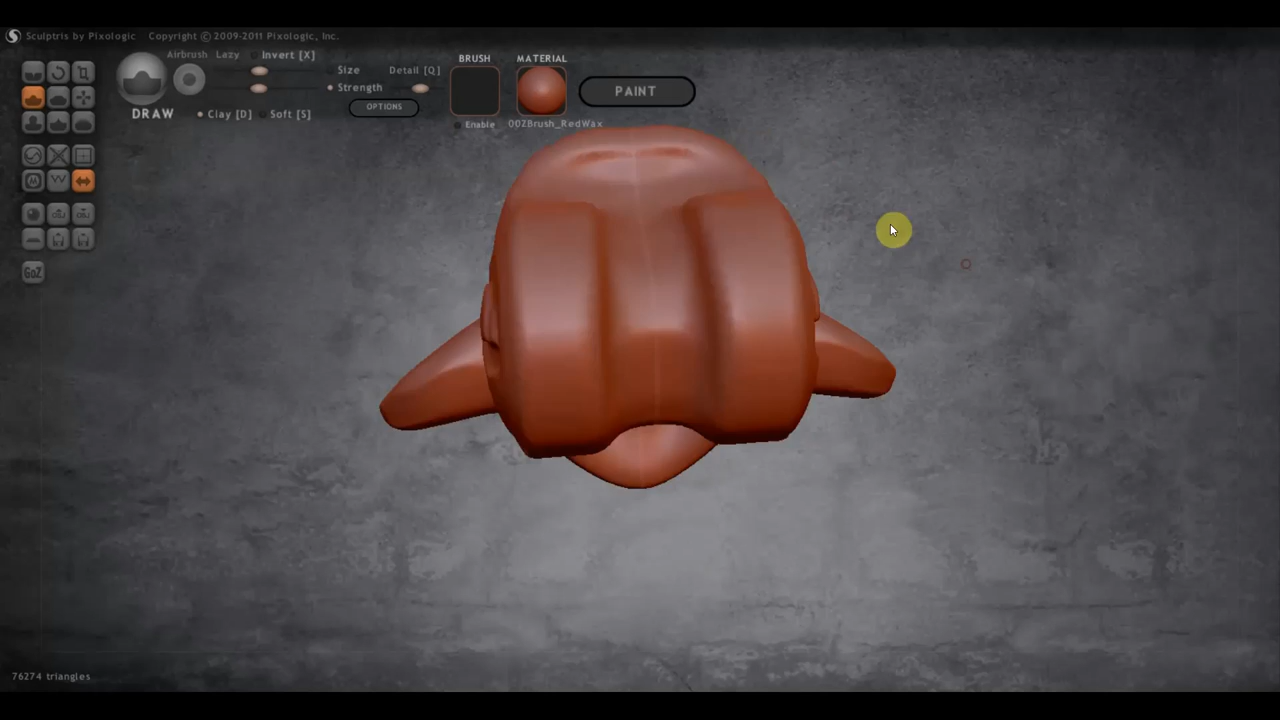 Sculptris by Pixologic Copyright © 2009-2011 Pixologic, Inc.
Airbrush Lazy Invert [X]
BRUSH
MATERIAL
Size Detail [Q]
Strength
PAINT
OPTIONS
DRAW
Clay [D] Soft [S]
Enable
00ZBrush_RedWax
GoZ
76274 triangles